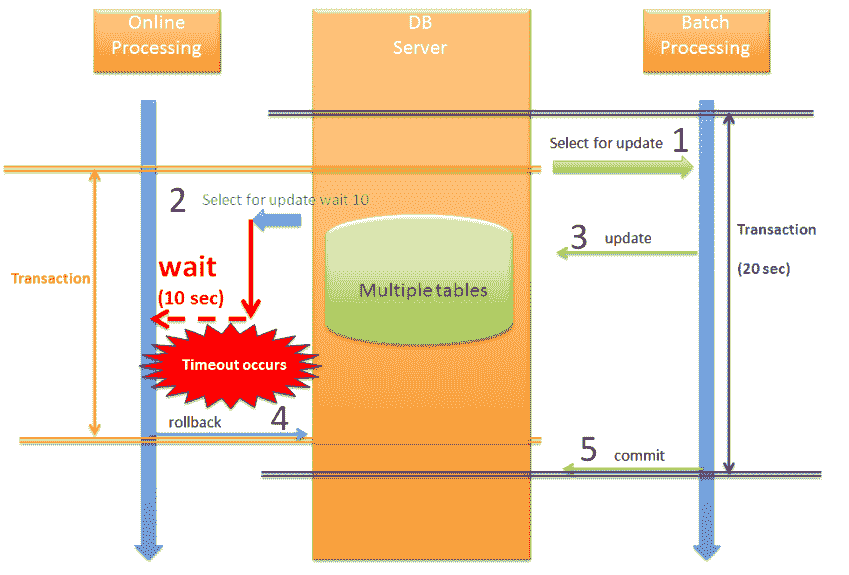 Online
Processing
DB
Server
Batch
Processing
Select for update 1
2 Select for update wait 10
3 update
Transaction
(20 sec)
wait
(10 sec)
Transaction
Multiple tables
Timeout occurs
rollback 4
5 commit